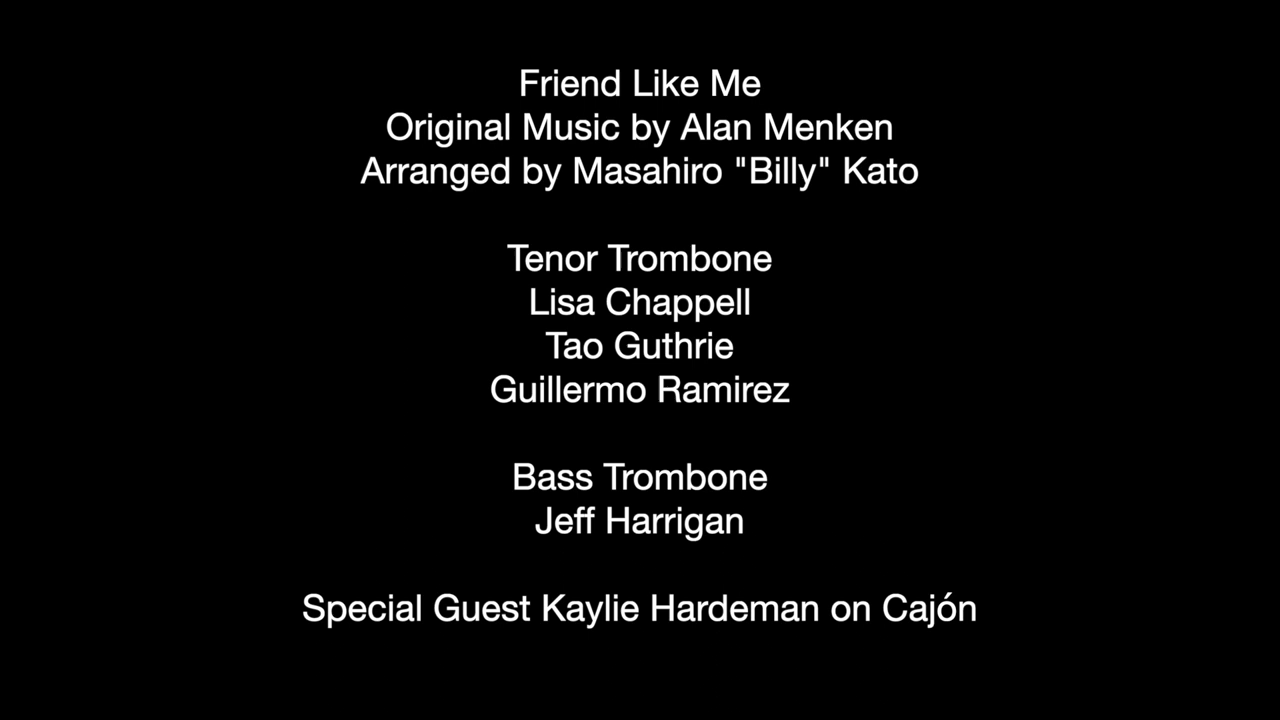 Friend Like Me
Original Music by Alan Menken
Arranged by Masahiro "Billy" Kato
Tenor Trombone
Lisa Chappell
Tao Guthrie
Guillermo Ramirez
Bass Trombone
Jeff Harrigan
Special Guest Kaylie Hardeman on Cajón